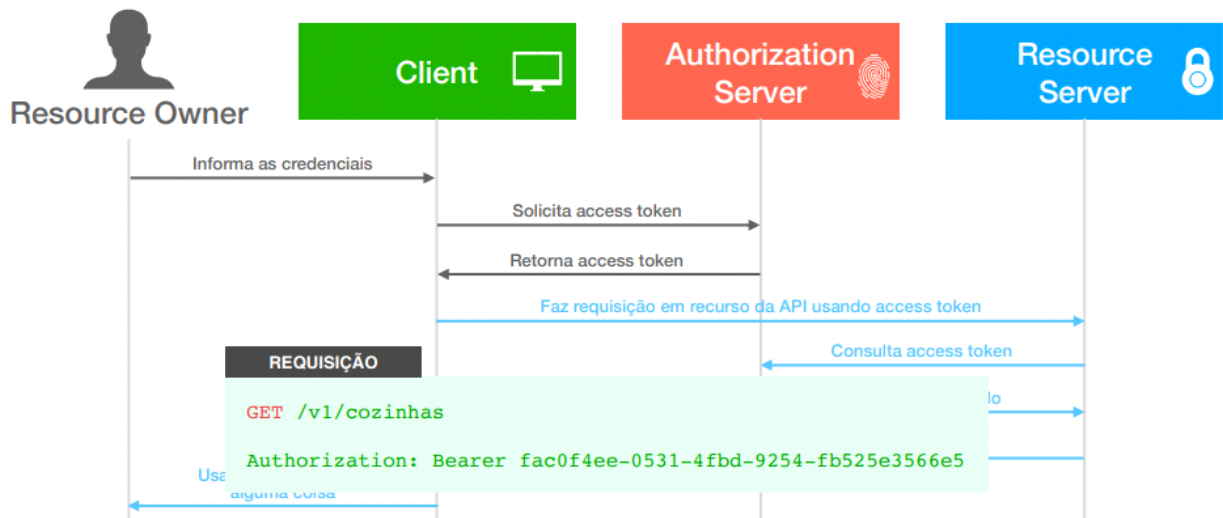 Resource Owner
Client
Authorization
Server
Resource
Server
Informa as credenciais
Solicita access token
Retorna access token
Faz requisição em recurso da API usando access token
Consulta access token
REQUISIÇÃO
GET /v1/cozinhas
Authorization: Bearer fac0f4ee-0531-4fbd-9254-fb525e3566e5
alguma coisa